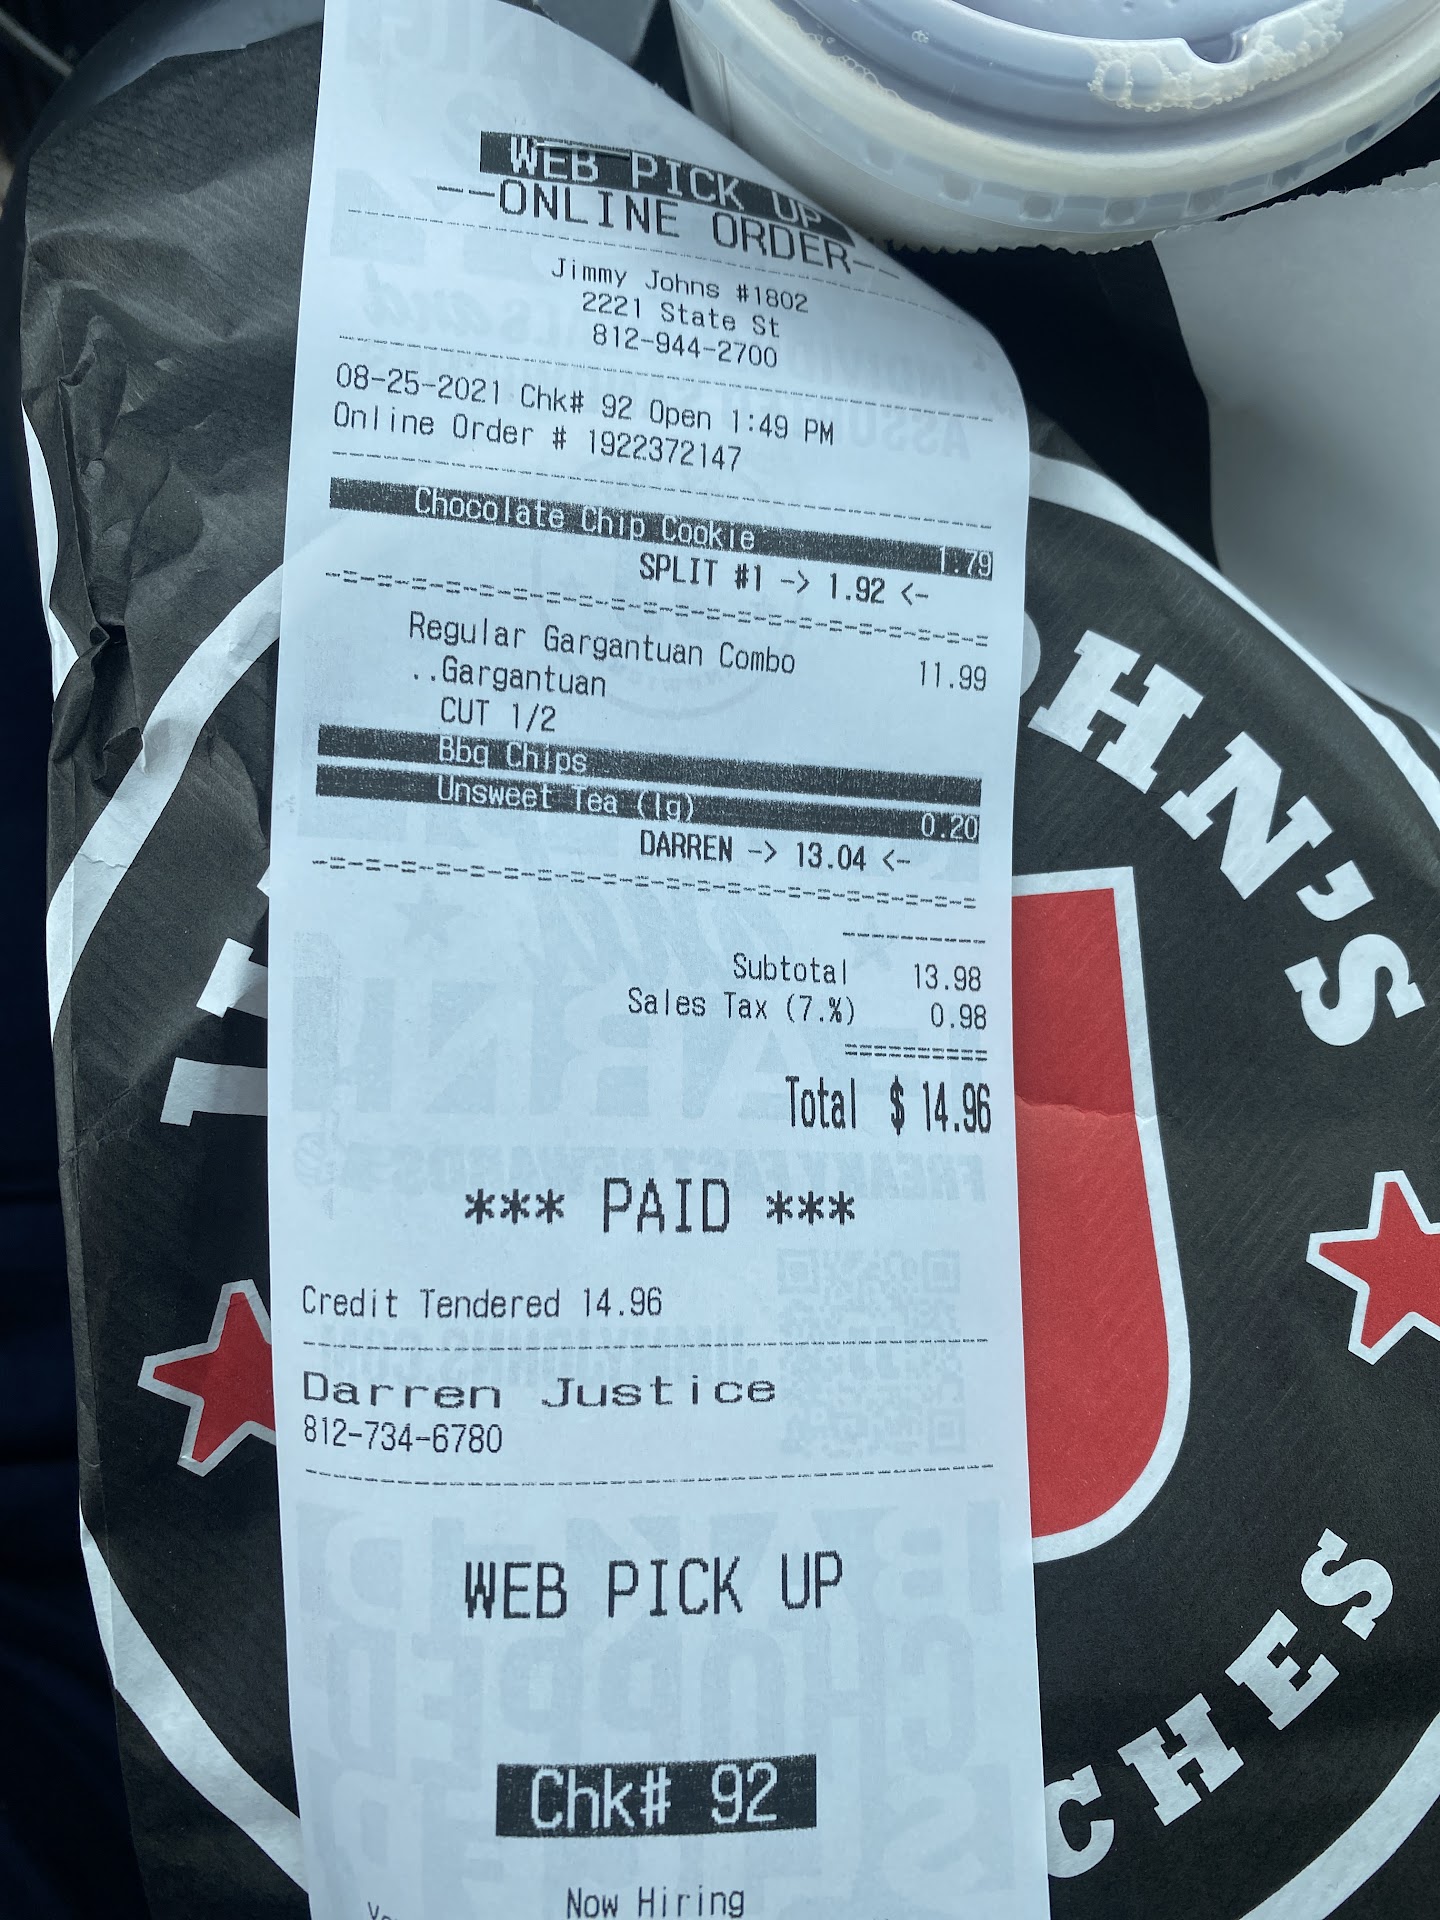 WEB PICK UP
--ONLINE ORDER--
Jimmy Johns #1802
2221 State St
812-944-2700
08-25-2021 Chk# 92 Open 1:49 PM
Online Order # 1922372147
Chocolate Chip Cookie 1.79
SPLIT #1 -> 1.92 <-
-=-=-=-=-=-=-=-=-=-=-=-=-=-=-=-=-=-=-=-=
Regular Gargantuan Combo 11.99
..Gargantuan
CUT 1/2
Bbq Chips
Unsweet Tea (lg) 0.20
DARREN -> 13.04 <-
-=-=-=-=-=-=-=-=-=-=-=-=-=-=-=-=-=-=-=-=
Subtotal 13.98
Sales Tax (7.%) 0.98
=========
Total $ 14.96
*** PAID ***
Credit Tendered 14.96
Darren Justice
812-734-6780
WEB PICK UP
Chk# 92
Now Hiring
HN'S
CHES